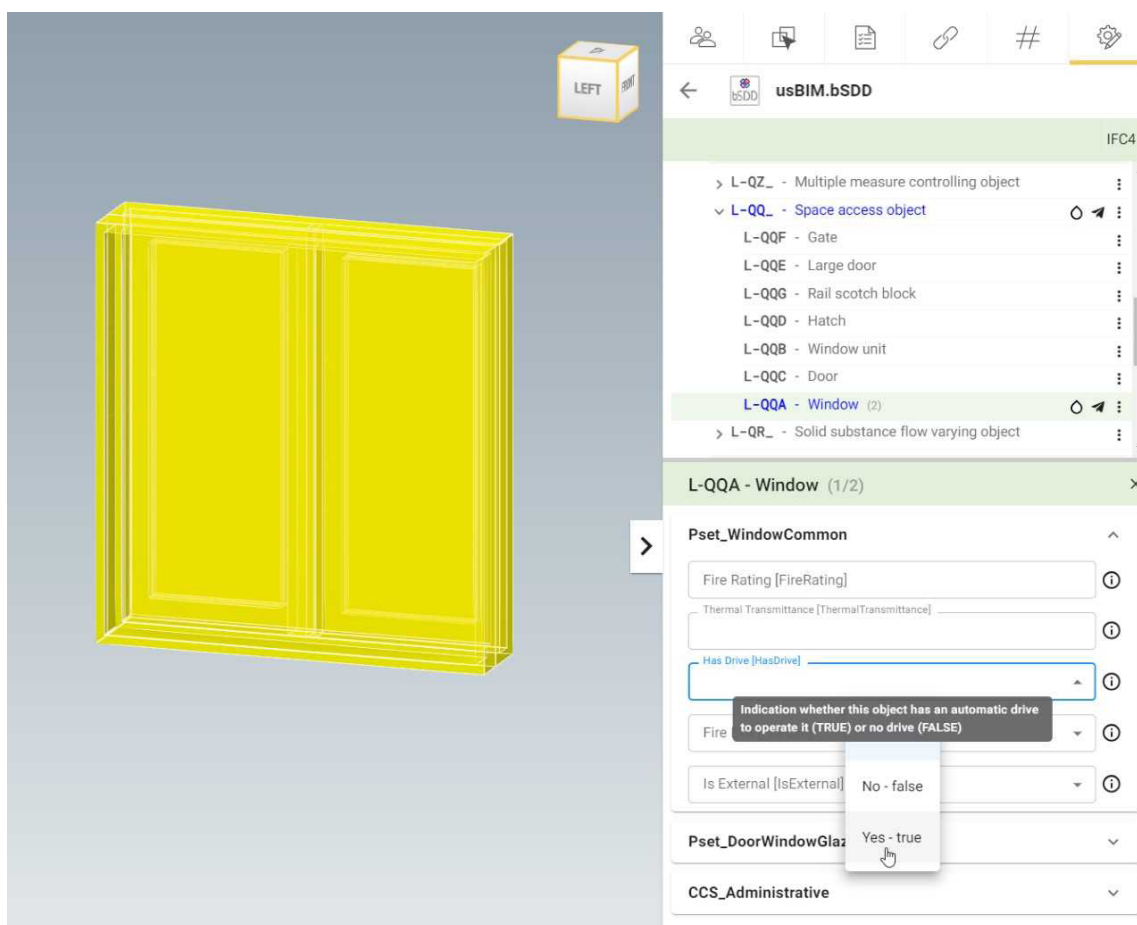 LEFT
FRONT
bSDD
usBIM.bSDD
IFC4
L-QZ_ - Multiple measure controlling object
L-QQ_ - Space access object
L-QQF - Gate
L-QQE - Large door
L-QQG - Rail scotch block
L-QQD - Hatch
L-QQB - Window unit
L-QQC - Door
L-QQA - Window (2)
L-QR_ - Solid substance flow varying object
L-QQA - Window (1/2)
Pset_WindowCommon
Fire Rating [FireRating]
Thermal Transmittance [ThermalTransmittance]
Has Drive [HasDrive]
Indication whether this object has an automatic drive
to operate it (TRUE) or no drive (FALSE)
Fire
Is External [IsExternal]
No - false
Yes - true
Pset_DoorWindowGlaz
CCS_Administrative